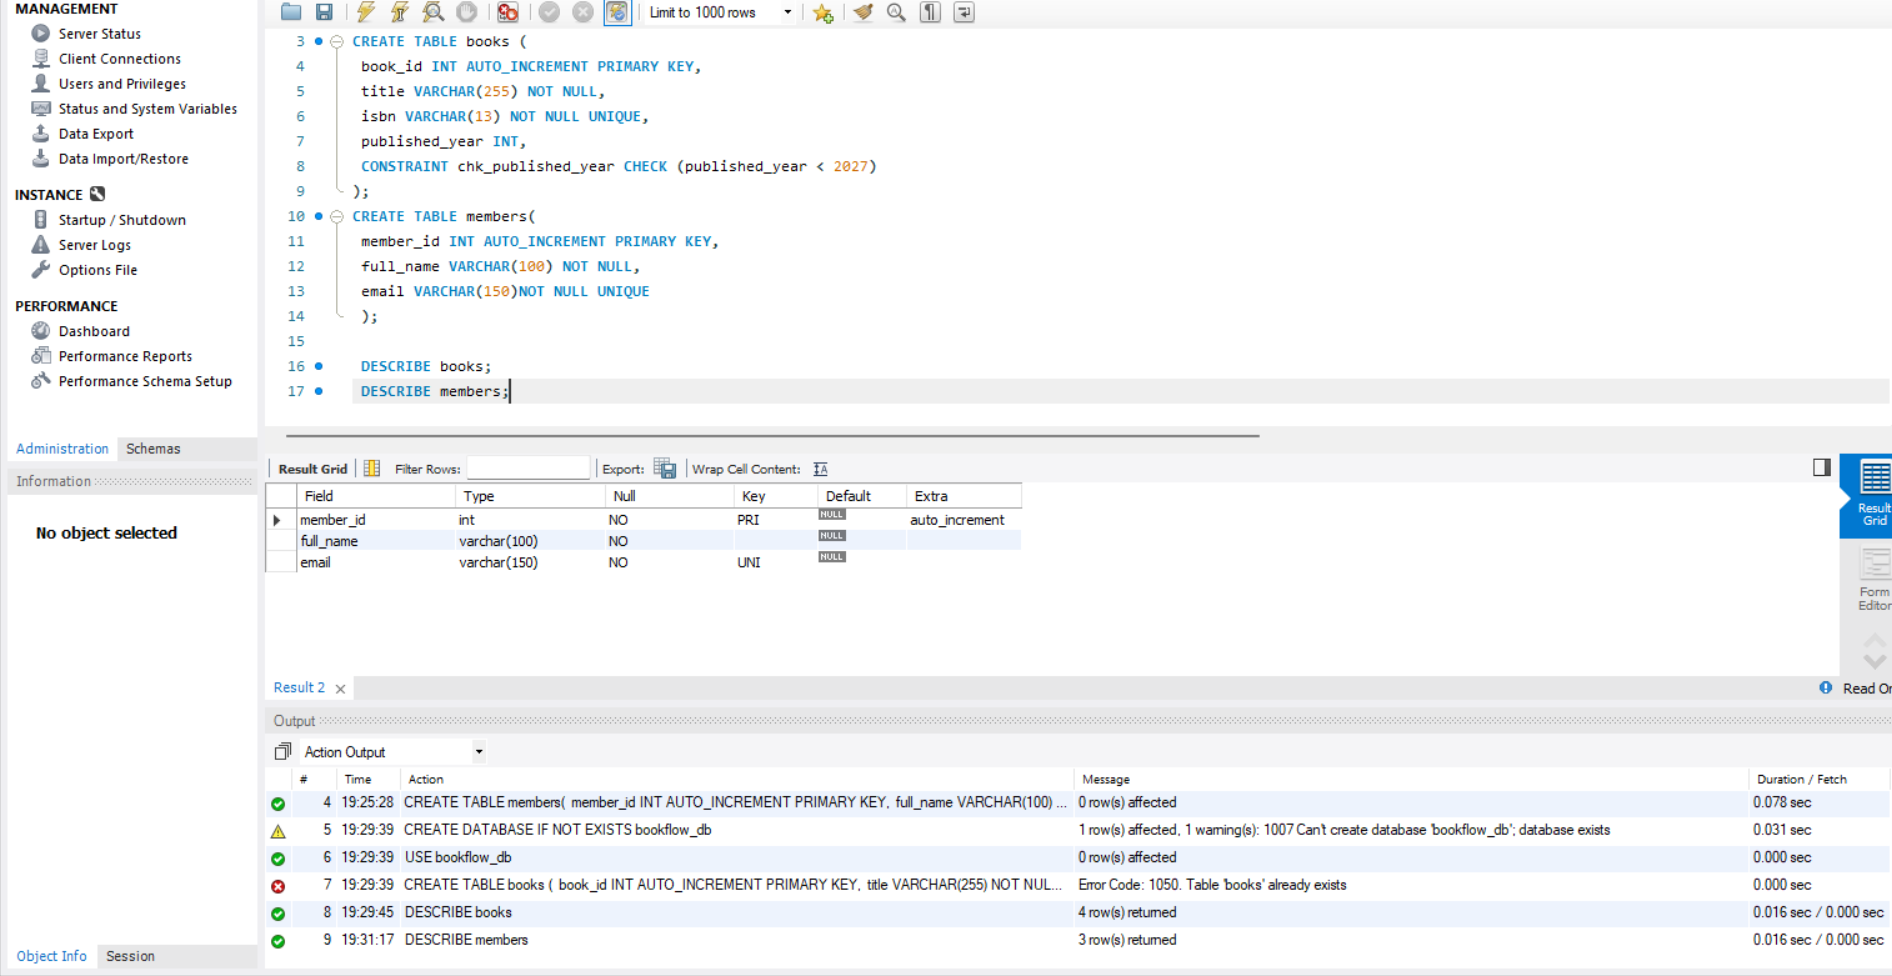 MANAGEMENT
Server Status
Client Connections
Users and Privileges
Status and System Variables
Data Export
Data Import/Restore
INSTANCE
Startup / Shutdown
Server Logs
Options File
PERFORMANCE
Dashboard
Performance Reports
Performance Schema Setup
Administration Schemas
Information
No object selected
Object Info Session
Limit to 1000 rows
3 CREATE TABLE books (
4 book_id INT AUTO_INCREMENT PRIMARY KEY,
5 title VARCHAR(255) NOT NULL,
6 isbn VARCHAR(13) NOT NULL UNIQUE,
7 published_year INT,
8 CONSTRAINT chk_published_year CHECK (published_year < 2027)
9 );
10 CREATE TABLE members(
11 member_id INT AUTO_INCREMENT PRIMARY KEY,
12 full_name VARCHAR(100) NOT NULL,
13 email VARCHAR(150)NOT NULL UNIQUE
14 );
15
16 DESCRIBE books;
17 DESCRIBE members;
Result Grid Filter Rows: Export: Wrap Cell Content:
Field Type Null Key Default Extra
member_id int NO PRI NULL auto_increment
full_name varchar(100) NO NULL
email varchar(150) NO UNI NULL
Result
Grid
Form
Editor
Result 2 Read On
Output
Action Output
# Time Action Message Duration / Fetch
4 19:25:28 CREATE TABLE members( member_id INT AUTO_INCREMENT PRIMARY KEY, full_name VARCHAR(100) ... 0 row(s) affected 0.078 sec
5 19:29:39 CREATE DATABASE IF NOT EXISTS bookflow_db 1 row(s) affected, 1 warning(s): 1007 Can't create database 'bookflow_db'; database exists 0.031 sec
6 19:29:39 USE bookflow_db 0 row(s) affected 0.000 sec
7 19:29:39 CREATE TABLE books ( book_id INT AUTO_INCREMENT PRIMARY KEY, title VARCHAR(255) NOT NUL... Error Code: 1050. Table 'books' already exists 0.000 sec
8 19:29:45 DESCRIBE books 4 row(s) returned 0.016 sec / 0.000 sec
9 19:31:17 DESCRIBE members 3 row(s) returned 0.016 sec / 0.000 sec